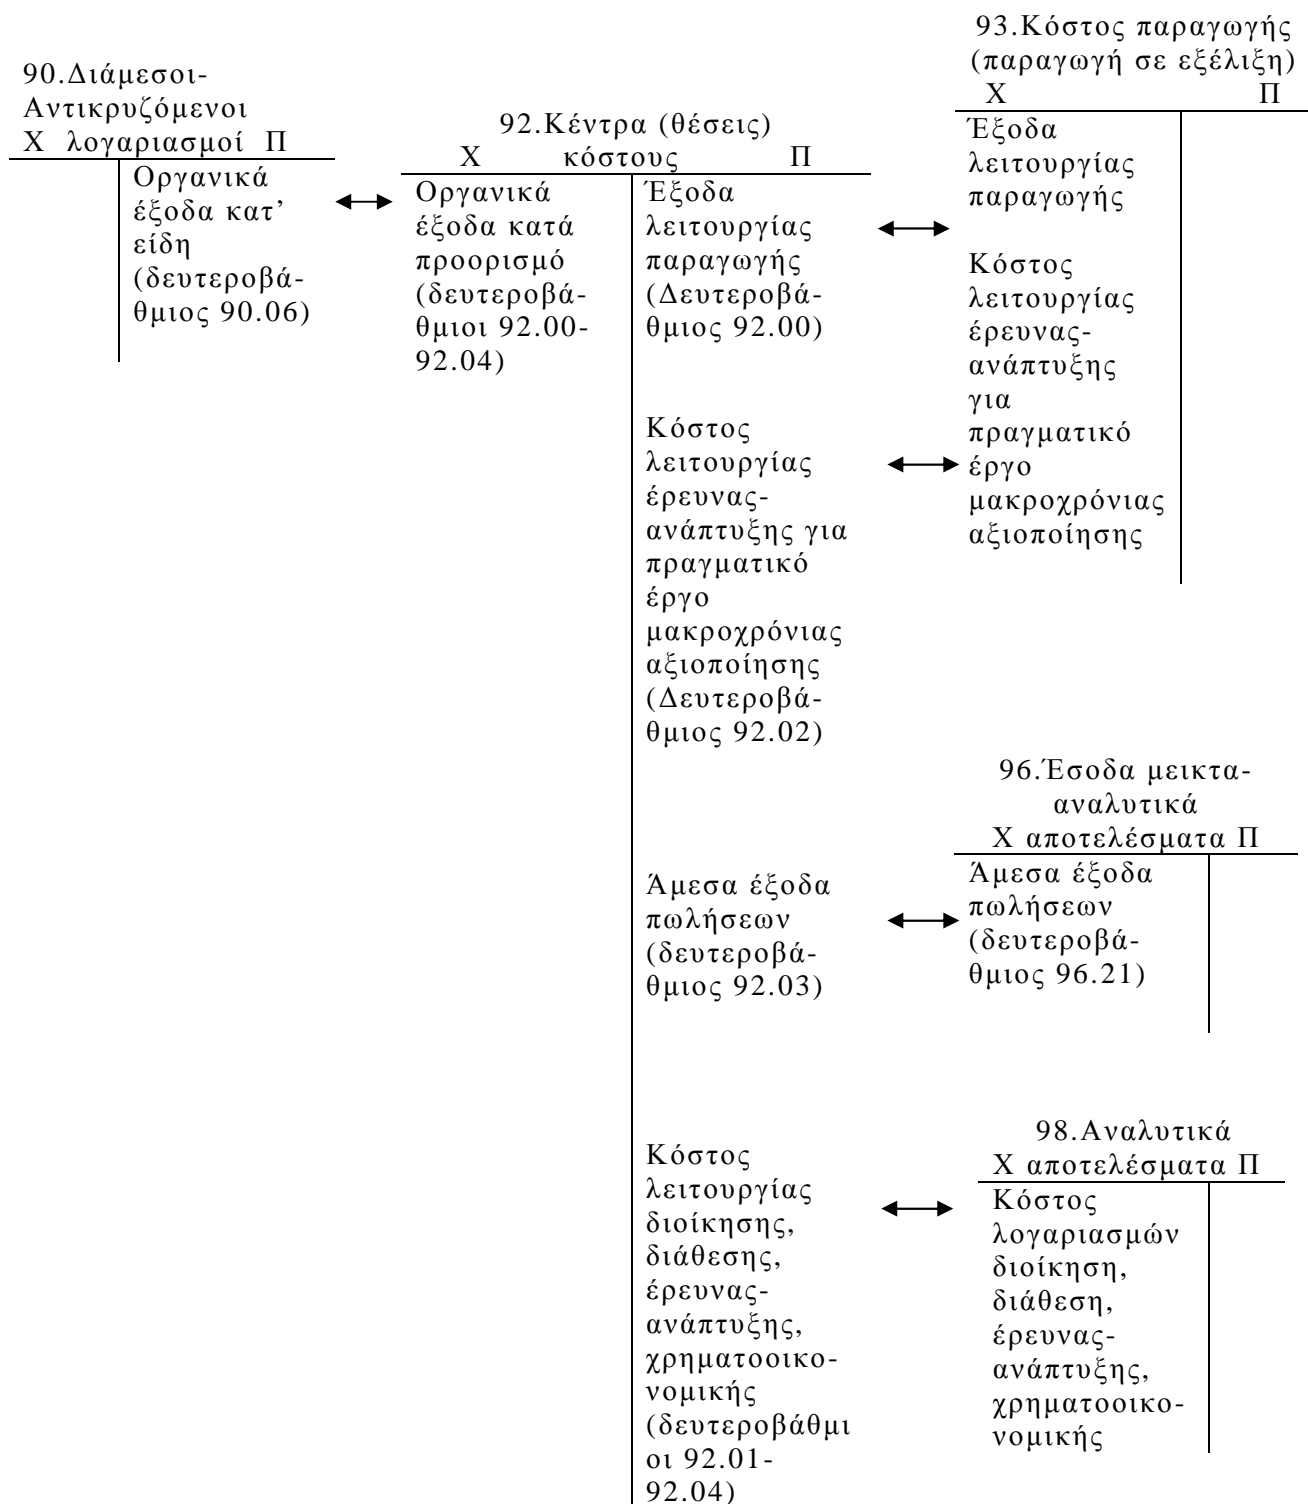 90.Διάμεσοι-
Αντικρυζόμενοι
Χ λογαριασμοί Π
Οργανικά
έξοδα κατ’
είδη
(δευτεροβά-
θμιος 90.06)
92.Κέντρα (θέσεις)
Χ κόστους Π
Οργανικά
έξοδα κατά
προορισμό
(δευτεροβά-
θμιοι 92.00-
92.04)
Έξοδα
λειτουργίας
παραγωγής
(Δευτεροβά-
θμιος 92.00)
Κόστος
λειτουργίας
έρευνας-
ανάπτυξης για
πραγματικό
έργο
μακροχρόνιας
αξιοποίησης
(Δευτεροβά-
θμιος 92.02)
Άμεσα έξοδα
πωλήσεων
(δευτεροβά-
θμιος 92.03)
Κόστος
λειτουργίας
διοίκησης,
διάθεσης,
έρευνας-
ανάπτυξης,
χρηματοοικο-
νομικής
(δευτεροβάθμι
οι 92.01-
92.04)
93.Κόστος παραγωγής
(παραγωγή σε εξέλιξη)
Χ Π
Έξοδα
λειτουργίας
παραγωγής
Κόστος
λειτουργίας
έρευνας-
ανάπτυξης
για
πραγματικό
έργο
μακροχρόνιας
αξιοποίησης
96.Έσοδα μεικτα-
αναλυτικά
Χ αποτελέσματα Π
Άμεσα έξοδα
πωλήσεων
(δευτεροβά-
θμιος 96.21)
98.Αναλυτικά
Χ αποτελέσματα Π
Κόστος
λογαριασμών
διοίκηση,
διάθεση,
έρευνας-
ανάπτυξης,
χρηματοοικο-
νομικής